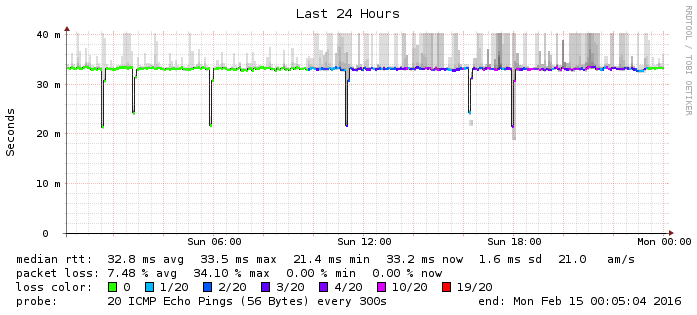 Last 24 Hours
RRDTOOL / TOBI OETIKER
Seconds
40 m
30 m
20 m
10 m
0
Sun 06:00 Sun 12:00 Sun 18:00 Mon 00:00
median rtt: 32.8 ms avg 33.5 ms max 21.4 ms min 33.2 ms now 1.6 ms sd 21.0 am/s
packet loss: 7.48 % avg 34.10 % max 0.00 % min 0.00 % now
loss color: 0 1/20 2/20 3/20 4/20 10/20 19/20
probe: 20 ICMP Echo Pings (56 Bytes) every 300s end: Mon Feb 15 00:05:04 2016